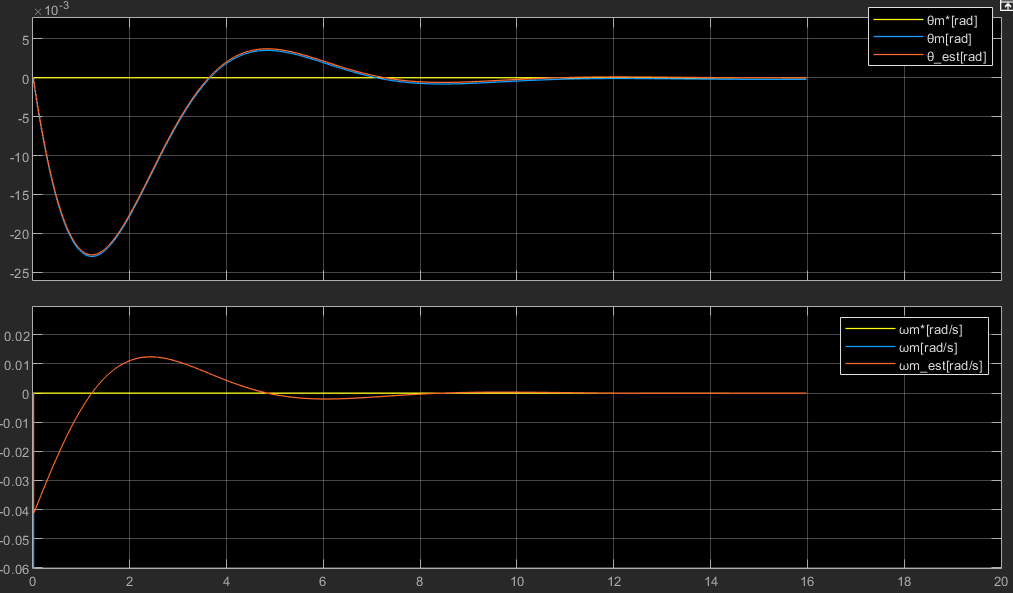 ×10⁻³
5
0
-5
-10
-15
-20
-25
θm*[rad]
θm[rad]
θ_est[rad]
0.02
0.01
0
-0.01
-0.02
-0.03
-0.04
-0.05
-0.06
ωm*[rad/s]
ωm[rad/s]
ωm_est[rad/s]
0 2 4 6 8 10 12 14 16 18 20